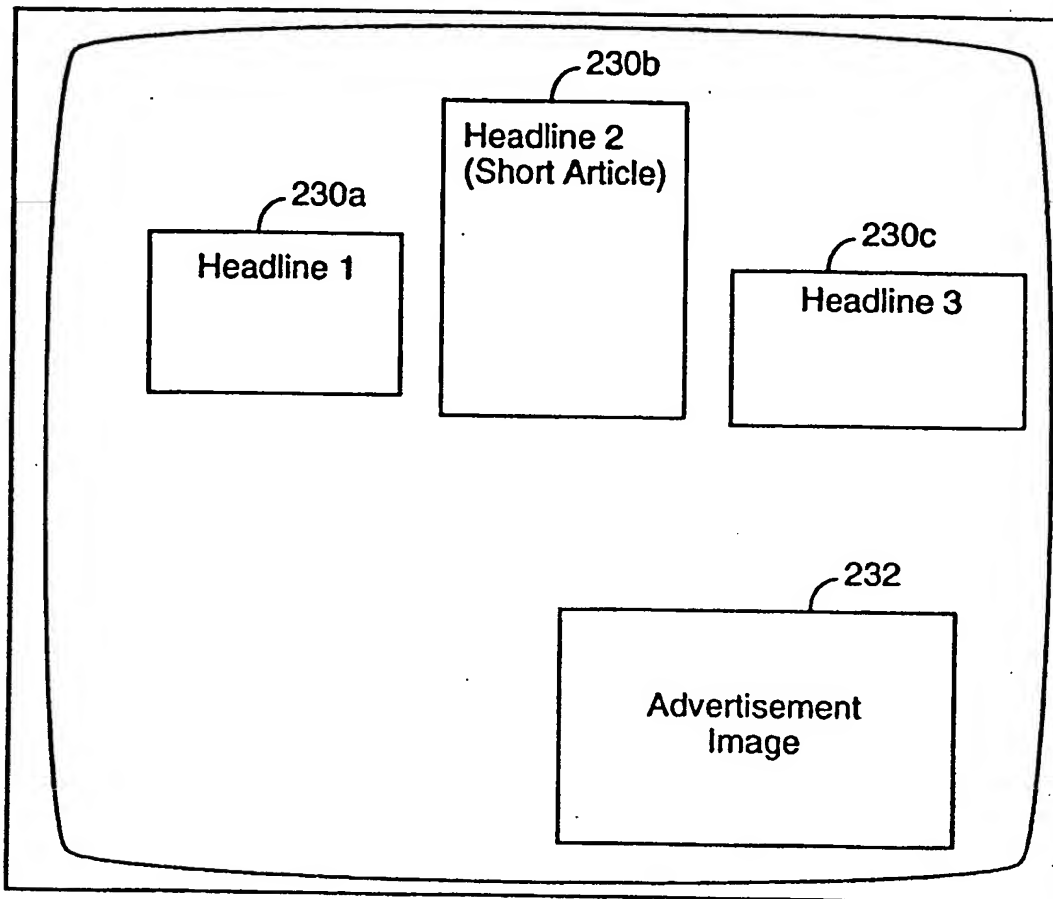 230b
Headline 2
(Short Article)
230a
Headline 1
230c
Headline 3
232
Advertisement
Image